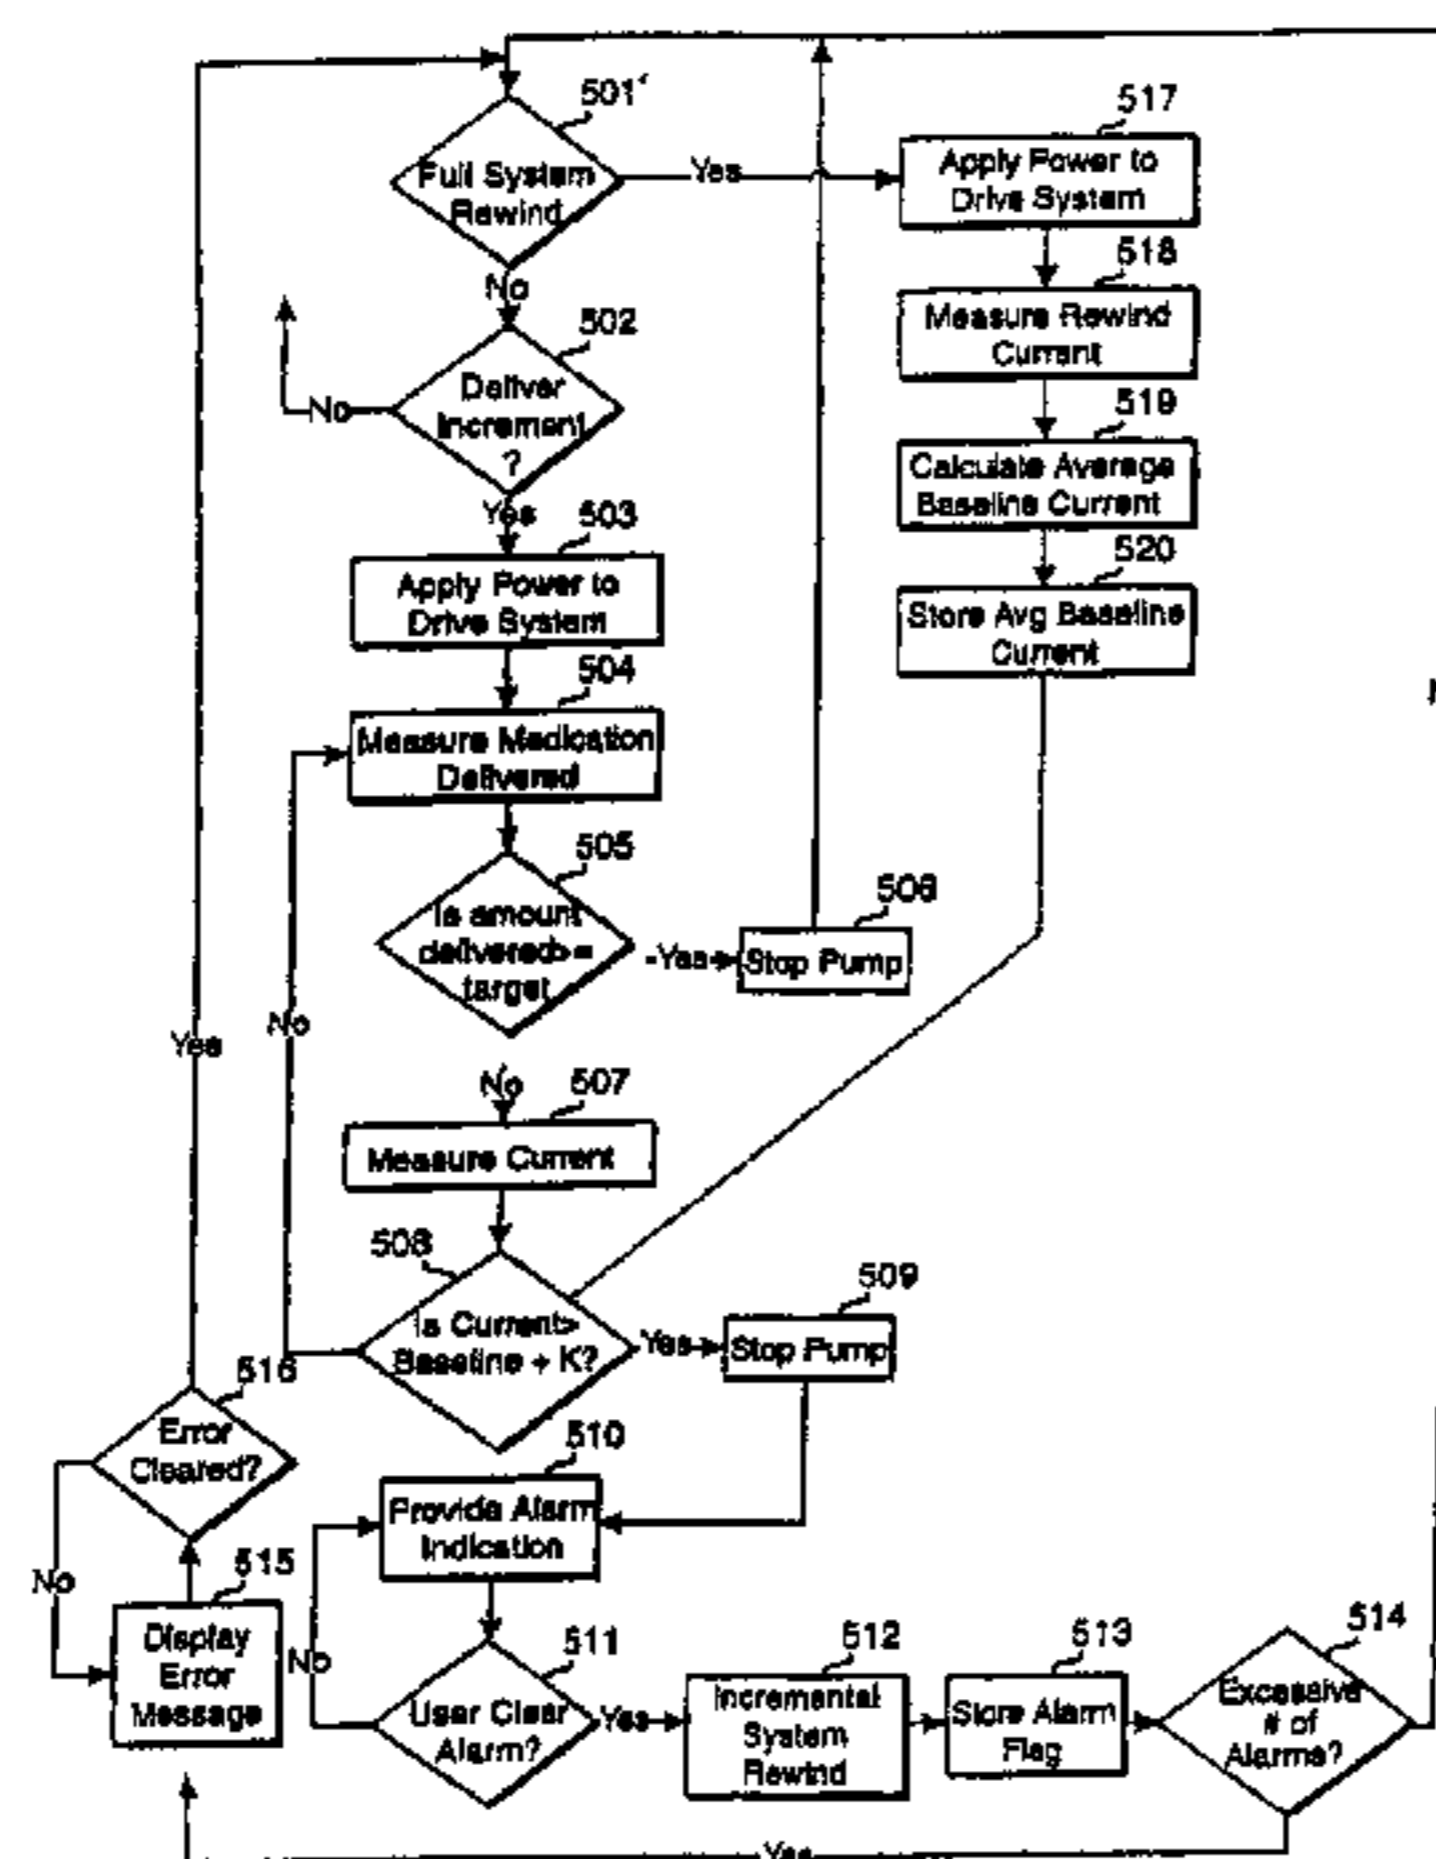 501'
Full System
Rewind
Yes
517
Apply Power to
Drive System
No
518
Measure Rewind
Current
502
Deliver
Increment
?
No
519
Calculate Average
Baseline Current
Yes
503
Apply Power to
Drive System
520
Store Avg Baseline
Current
504
Measure Medication
Delivered
505
Is amount
delivered>=
target
Yes
506
Stop Pump
No
Yes
No
507
Measure Current
508
Is Current>
Baseline + K?
Yes
509
Stop Pump
516
Error
Cleared?
No
510
Provide Alarm
Indication
515
Display
Error
Message
No
511
User Clear
Alarm?
Yes
512
Incremental
System
Rewind
513
Store Alarm
Flag
514
Excessive
# of
Alarms?
Yes